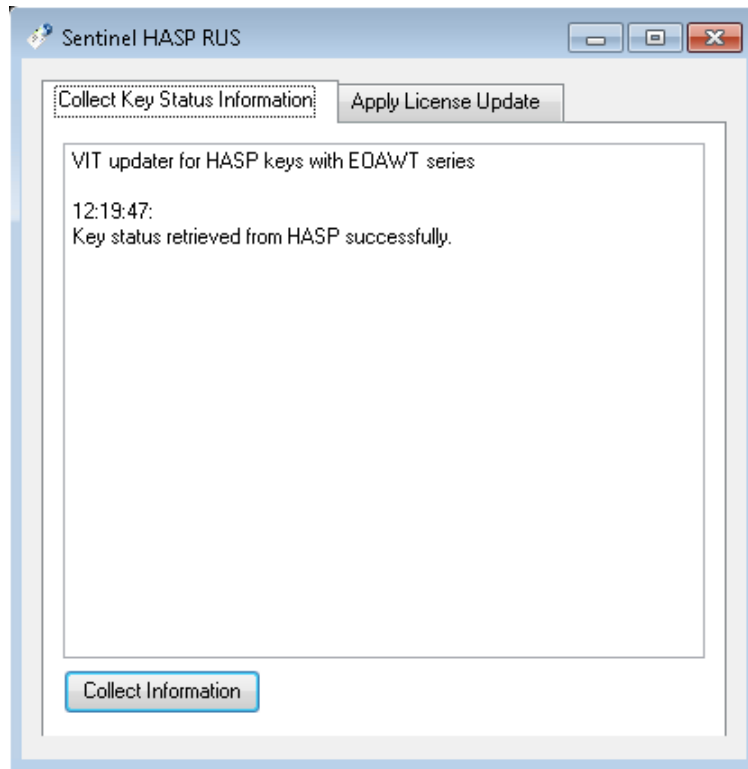 Sentinel HASP RUS
Collect Key Status Information
Apply License Update
VIT updater for HASP keys with EOAWT series
12:19:47:
Key status retrieved from HASP successfully.
Collect Information